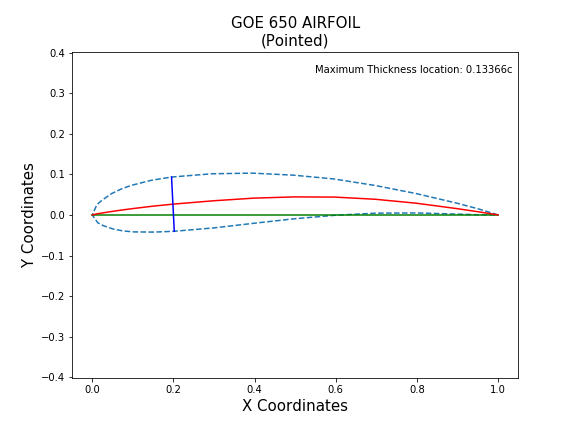 GOE 650 AIRFOIL
(Pointed)
Maximum Thickness location: 0.13366c
Y Coordinates
0.4
0.3
0.2
0.1
0.0
−0.1
−0.2
−0.3
−0.4
0.0 0.2 0.4 0.6 0.8 1.0
X Coordinates